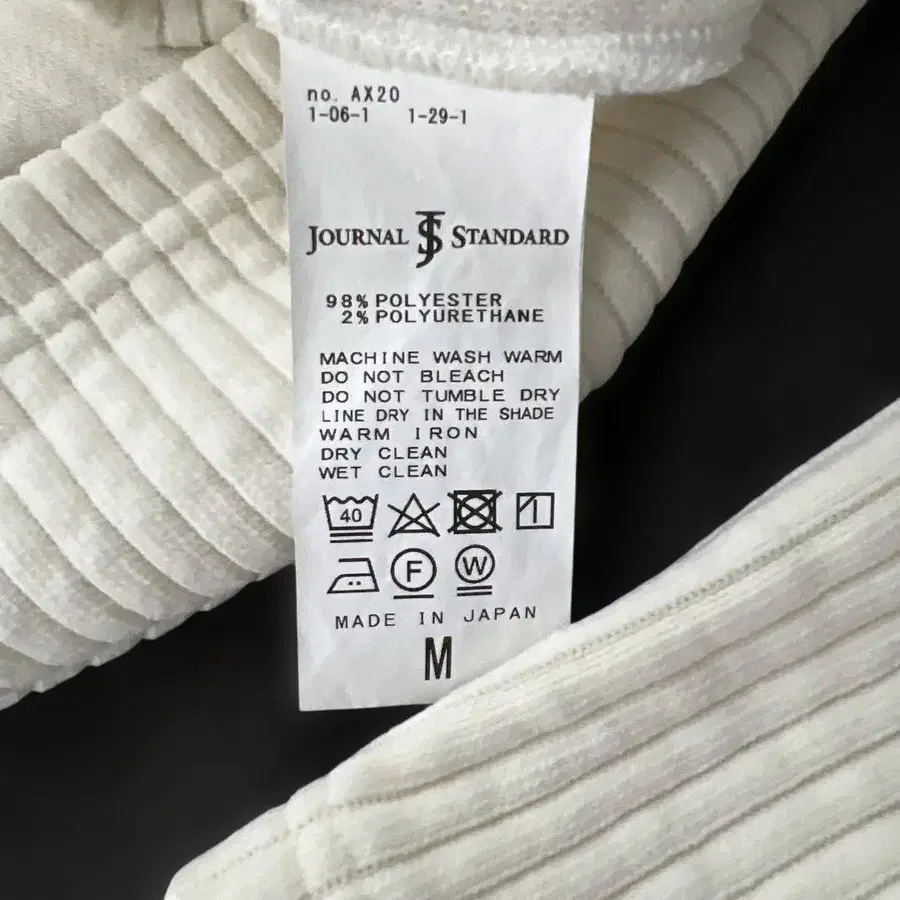 no. AX20
1-06-1 1-29-1
JOURNAL JS STANDARD
98% POLYESTER
2% POLYURETHANE
MACHINE WASH WARM
DO NOT BLEACH
DO NOT TUMBLE DRY
LINE DRY IN THE SHADE
WARM IRON
DRY CLEAN
WET CLEAN
40
F W
MADE IN JAPAN
M